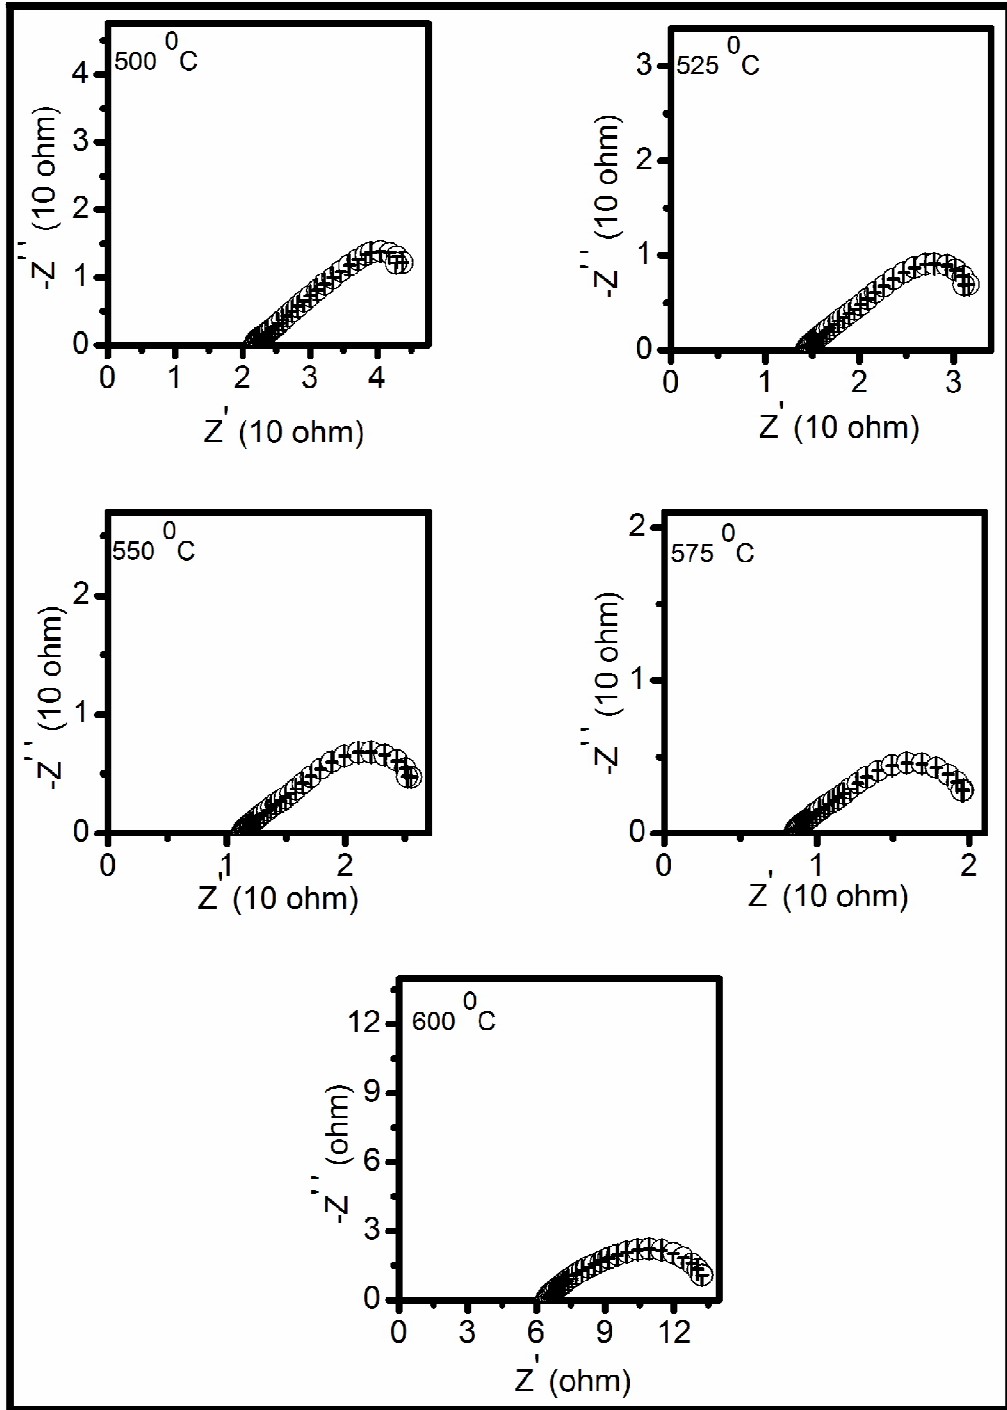 500 ⁰C
4
3
2
1
0
-Z'' (10 ohm)
0 1 2 3 4
Z' (10 ohm)
525 ⁰C
3
2
1
0
-Z'' (10 ohm)
0 1 2 3
Z' (10 ohm)
550 ⁰C
2
1
0
-Z'' (10 ohm)
0 1 2
Z' (10 ohm)
575 ⁰C
2
1
0
-Z'' (10 ohm)
0 1 2
Z' (10 ohm)
600 ⁰C
12
9
6
3
0
-Z'' (ohm)
0 3 6 9 12
Z' (ohm)